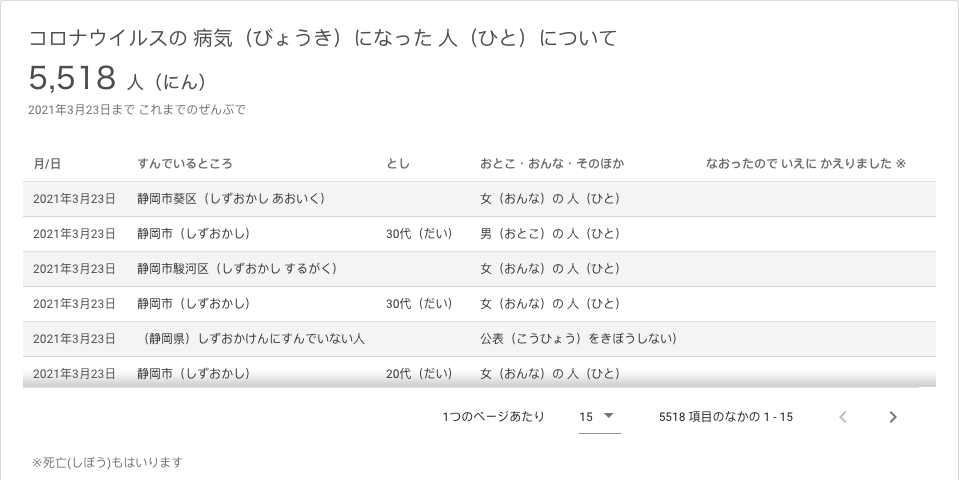 コロナウイルスの 病気（びょうき）になった 人（ひと）について
5,518 人（にん）
2021年3月23日まで これまでのぜんぶで
月/日 すんでいるところ とし おとこ・おんな・そのほか なおったので いえに かえりました ※
2021年3月23日 静岡市葵区（しずおかし あおいく） 女（おんな）の 人（ひと）
2021年3月23日 静岡市（しずおかし） 30代（だい） 男（おとこ）の 人（ひと）
2021年3月23日 静岡市駿河区（しずおかし するがく） 女（おんな）の 人（ひと）
2021年3月23日 静岡市（しずおかし） 30代（だい） 女（おんな）の 人（ひと）
2021年3月23日 （静岡県）しずおかけんにすんでいない人 公表（こうひょう）をきぼうしない）
2021年3月23日 静岡市（しずおかし） 20代（だい） 女（おんな）の 人（ひと）
1つのページあたり 15 5518 項目のなかの 1 - 15
※死亡(しぼう)もはいります